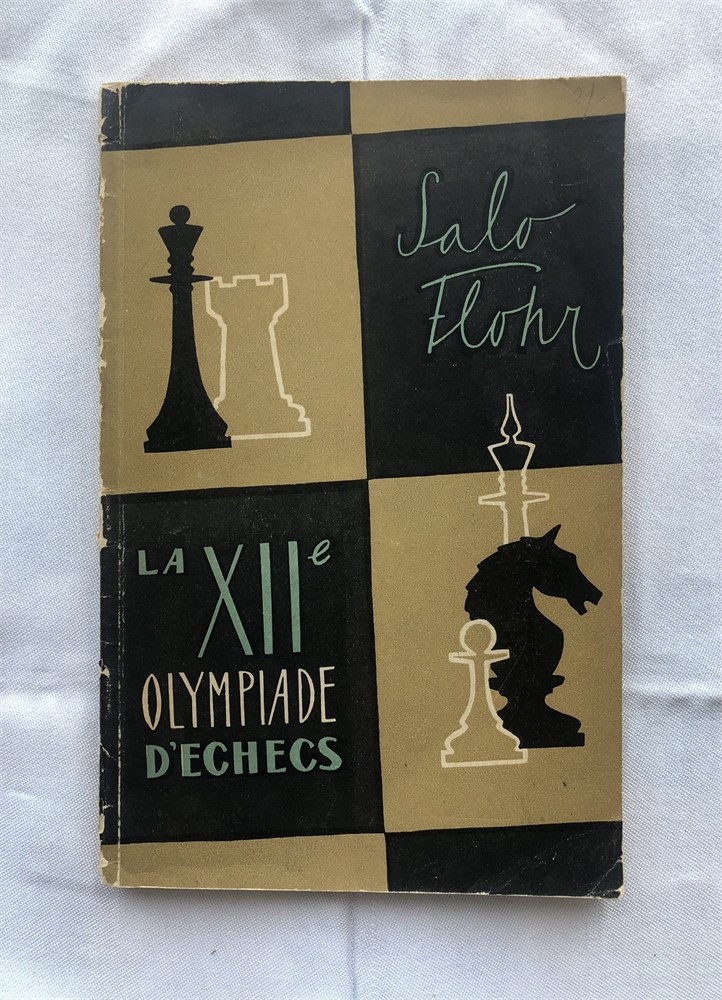 Salo
Flohr
LA XIIe
OLYMPIADE
D'ECHECS